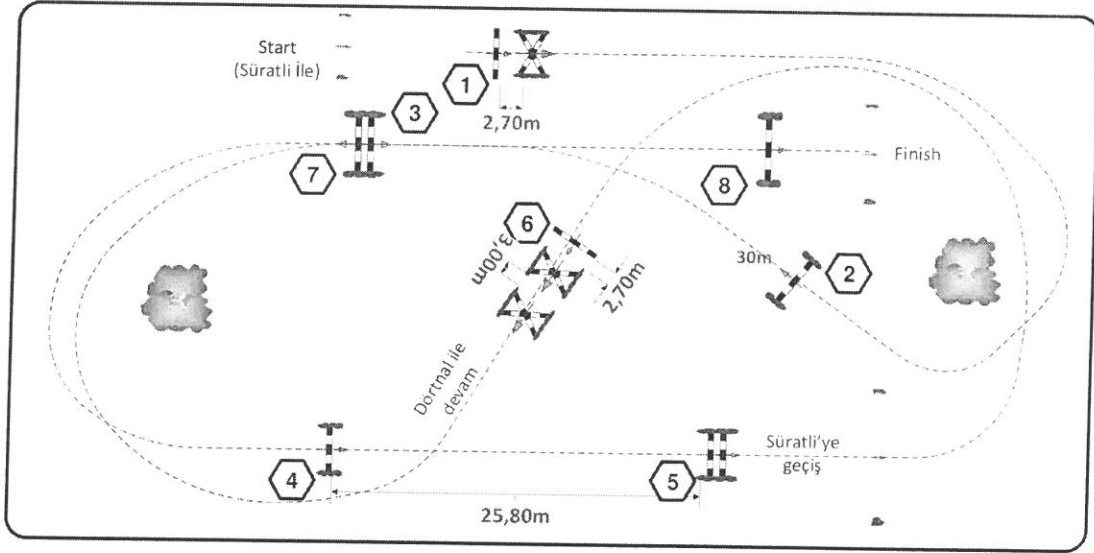 Start
(Süratli İle)
1
3
2,70m
7
8
Finish
6
3,00m
2,70m
30m
2
Dörtnal ile
devam
4
5
Süratli'ye
geçiş
25,80m